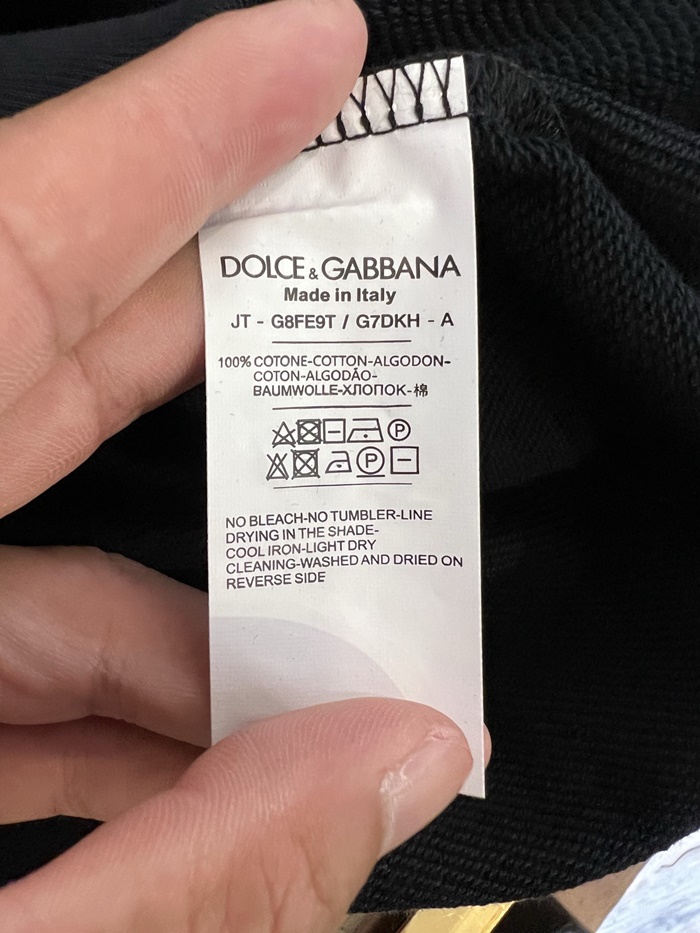 DOLCE & GABBANA
Made in Italy
JT - G8FE9T / G7DKH - A
100% COTONE-COTTON-ALGODON-
COTON-ALGODÃO-
BAUMWOLLE-ХЛОПОК-棉
P
P
NO BLEACH-NO TUMBLER-LINE
DRYING IN THE SHADE-
COOL IRON-LIGHT DRY
CLEANING-WASHED AND DRIED ON
REVERSE SIDE